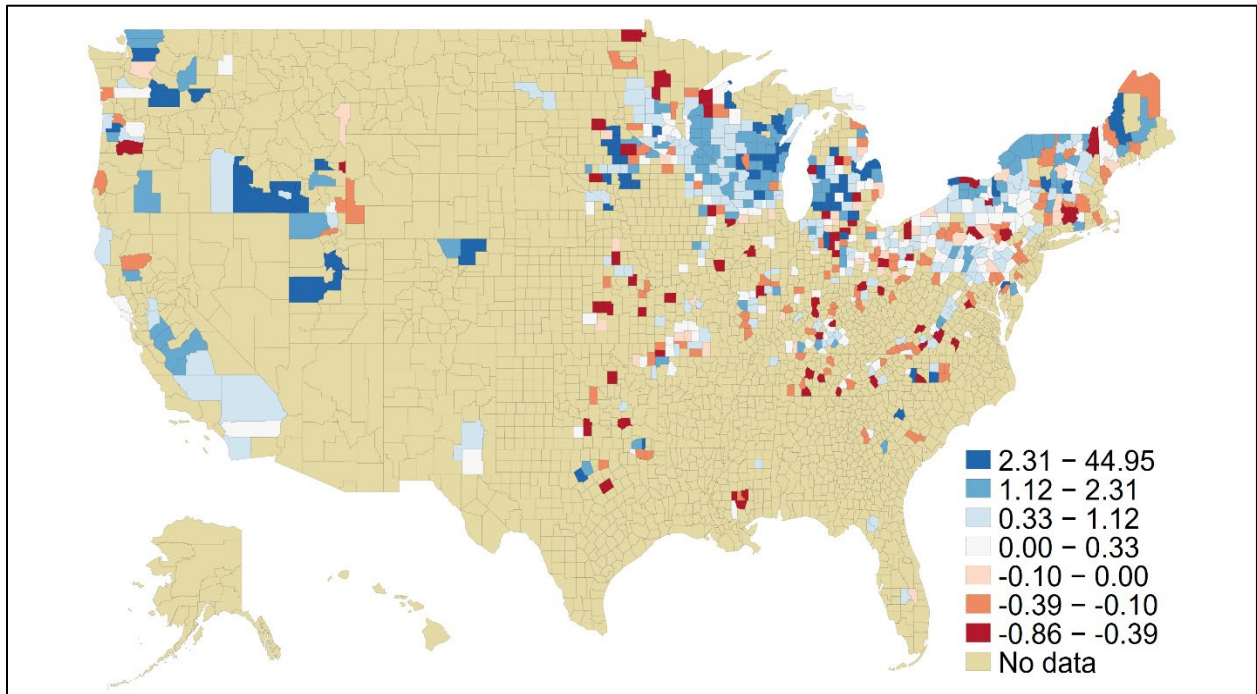 2.31 − 44.95
1.12 − 2.31
0.33 − 1.12
0.00 − 0.33
-0.10 − 0.00
-0.39 − -0.10
-0.86 − -0.39
No data